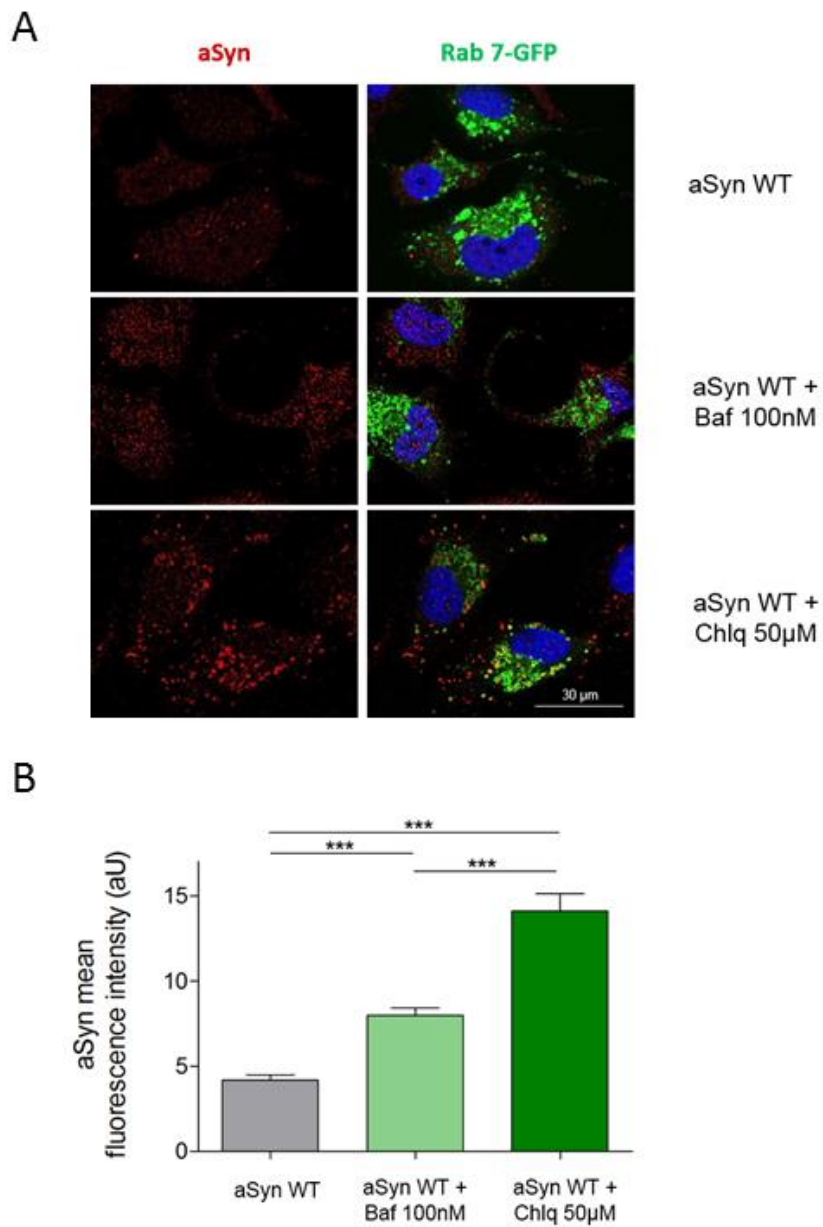 A
aSyn
Rab 7-GFP
aSyn WT
aSyn WT +
Baf 100nM
aSyn WT +
Chlq 50µM
30 µm
B
***
***
***
aSyn mean
fluorescence intensity (aU)
15
10
5
0
aSyn WT
aSyn WT +
Baf 100nM
aSyn WT +
Chlq 50µM